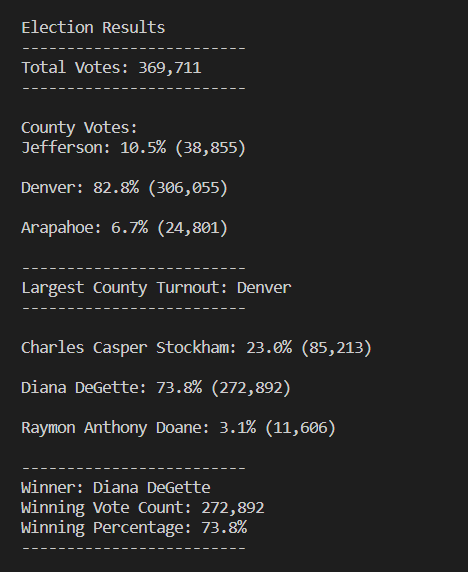 Election Results
-------------------------
Total Votes: 369,711
-------------------------
County Votes:
Jefferson: 10.5% (38,855)
Denver: 82.8% (306,055)
Arapahoe: 6.7% (24,801)
-------------------------
Largest County Turnout: Denver
-------------------------
Charles Casper Stockham: 23.0% (85,213)
Diana DeGette: 73.8% (272,892)
Raymon Anthony Doane: 3.1% (11,606)
-------------------------
Winner: Diana DeGette
Winning Vote Count: 272,892
Winning Percentage: 73.8%
-------------------------